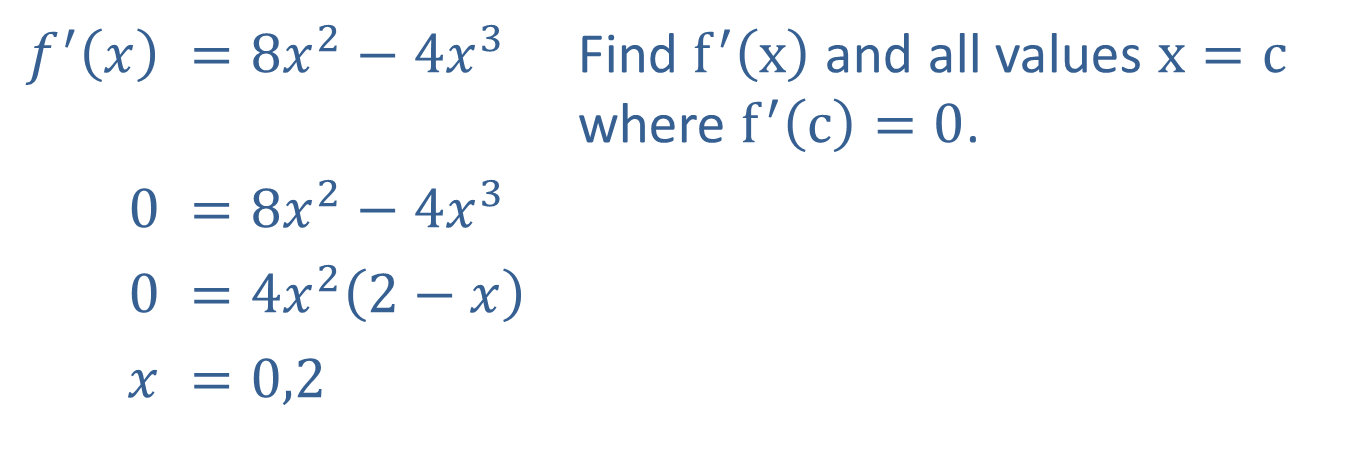 f′(x) = 8x² − 4x³ Find f′(x) and all values x = c
where f′(c) = 0.
0 = 8x² − 4x³
0 = 4x²(2 − x)
x = 0,2